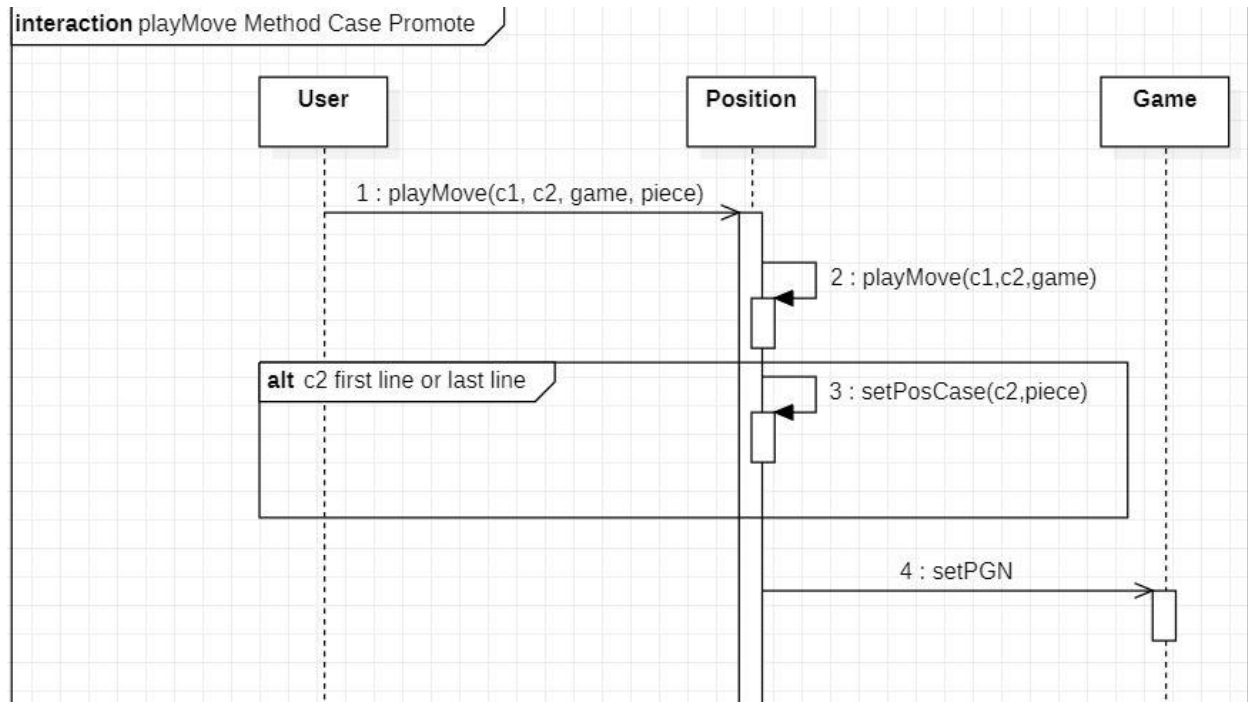 interaction playMove Method Case Promote
User
Position
Game
1 : playMove(c1, c2, game, piece)
2 : playMove(c1,c2,game)
alt c2 first line or last line
3 : setPosCase(c2,piece)
4 : setPGN